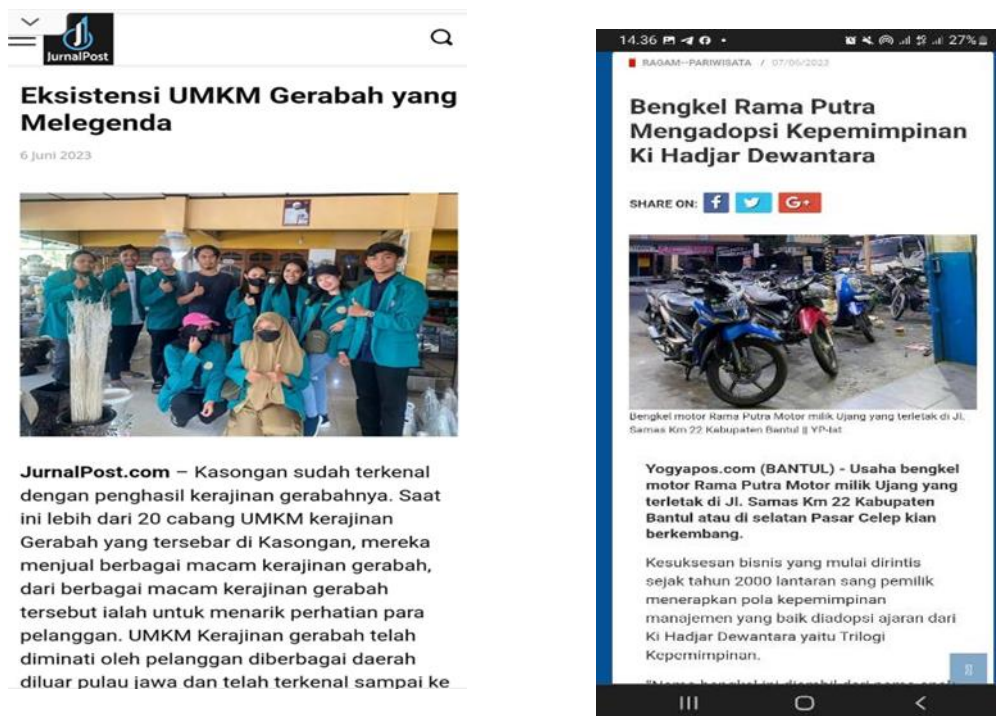 JurnalPost
Eksistensi UMKM Gerabah yang
Melegenda
6 Juni 2023
JurnalPost.com – Kasongan sudah terkenal
dengan penghasil kerajinan gerabahnya. Saat
ini lebih dari 20 cabang UMKM kerajinan
Gerabah yang tersebar di Kasongan, mereka
menjual berbagai macam kerajinan gerabah,
dari berbagai macam kerajinan gerabah
tersebut ialah untuk menarik perhatian para
pelanggan. UMKM Kerajinan gerabah telah
diminati oleh pelanggan diberbagai daerah
diluar pulau jawa dan telah terkenal sampai ke
14.36
27%
RAGAM--PARIWISATA / 07/06/2023
Bengkel Rama Putra
Mengadopsi Kepemimpinan
Ki Hadjar Dewantara
SHARE ON: f G+
Bengkel motor Rama Putra Motor milik Ujang yang terletak di Jl.
Samas Km 22 Kabupaten Bantul || YP-Iat
Yogyapos.com (BANTUL) - Usaha bengkel
motor Rama Putra Motor milik Ujang yang
terletak di Jl. Samas Km 22 Kabupaten
Bantul atau di selatan Pasar Celep kian
berkembang.
Kesuksesan bisnis yang mulai dirintis
sejak tahun 2000 lantaran sang pemilik
menerapkan pola kepemimpinan
manajemen yang baik diadopsi ajaran dari
Ki Hadjar Dewantara yaitu Trilogi
Kepemimpinan.